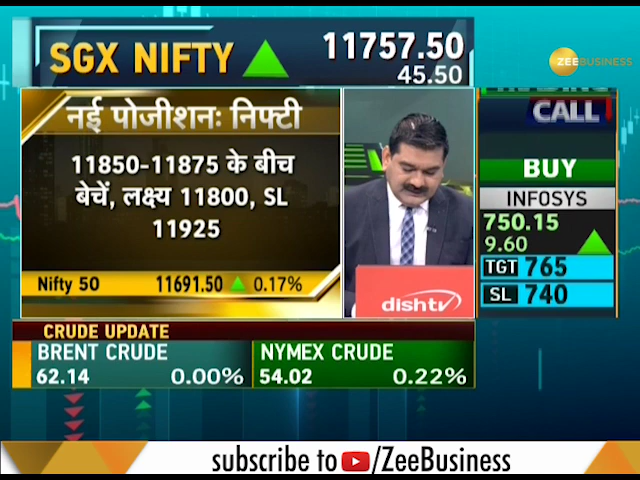 SGX NIFTY
11757.50
45.50
ZEEBUSINESS
नई पोजीशनः निफ्टी
11850-11875 के बीच
बेचें, लक्ष्य 11800, SL
11925
Nifty 50 11691.50 0.17%
dishtv
CALL
BUY
INFOSYS
750.15
9.60
TGT 765
SL 740
CRUDE UPDATE
BRENT CRUDE
62.14 0.00%
NYMEX CRUDE
54.02 0.22%
subscribe to /ZeeBusiness